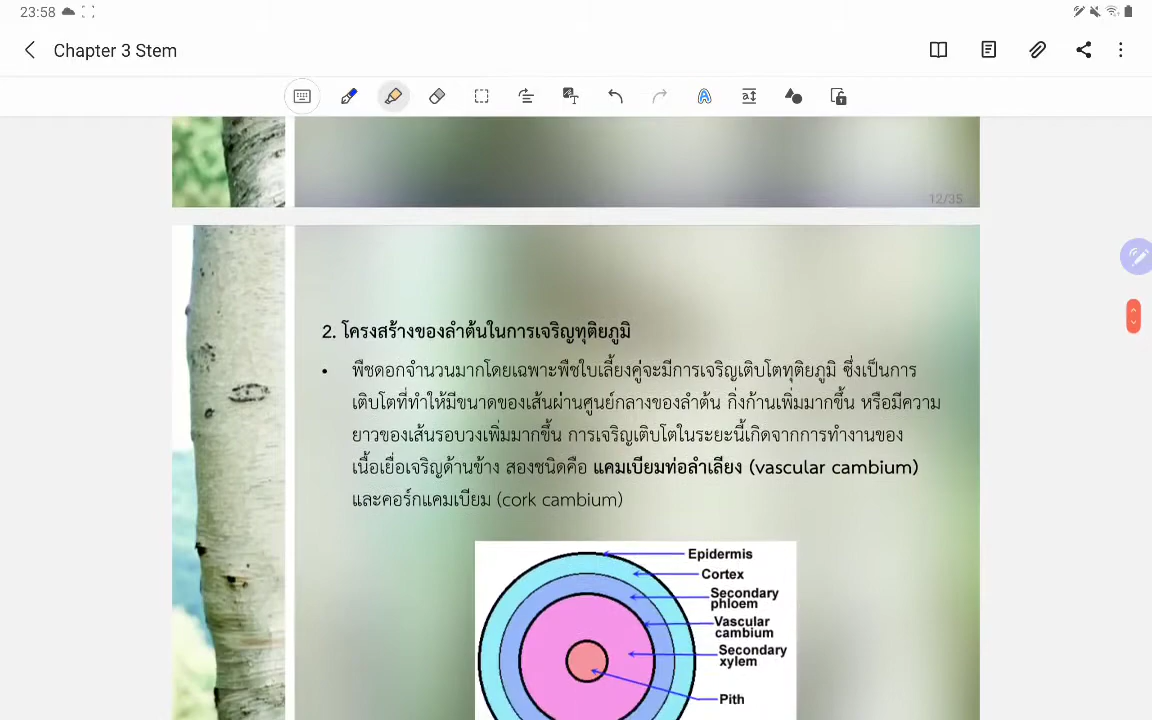 23:58
Chapter 3 Stem
12/35
2. โครงสร้างของลำต้นในการเจริญทุติยภูมิ
• พืชดอกจำนวนมากโดยเฉพาะพืชใบเลี้ยงคู่จะมีการเจริญเติบโตทุติยภูมิ ซึ่งเป็นการ
เติบโตที่ทำให้มีขนาดของเส้นผ่านศูนย์กลางของลำต้น กิ่งก้านเพิ่มมากขึ้น หรือมีความ
ยาวของเส้นรอบวงเพิ่มมากขึ้น การเจริญเติบโตในระยะนี้เกิดจากการทำงานของ
เนื้อเยื่อเจริญด้านข้าง สองชนิดคือ แคมเบียมท่อลำเลียง (vascular cambium)
และคอร์กแคมเบียม (cork cambium)
Epidermis
Cortex
Secondary
phloem
Vascular
cambium
Secondary
xylem
Pith